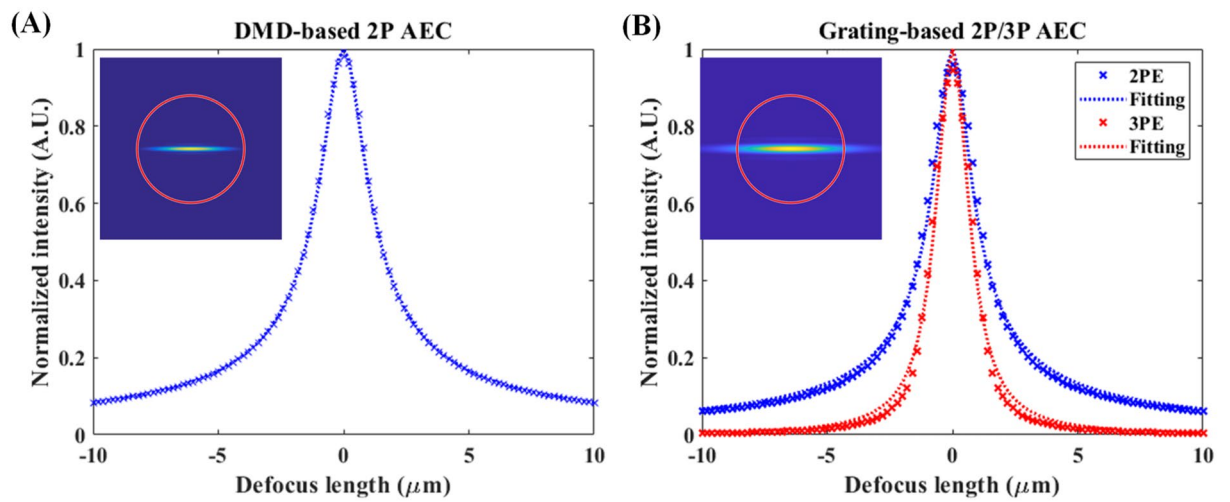 (A)
DMD-based 2P AEC
Normalized intensity (A.U.)
1
0.8
0.6
0.4
0.2
0
-10
-5
0
5
10
Defocus length (μm)
(B)
Grating-based 2P/3P AEC
Normalized intensity (A.U.)
1
0.8
0.6
0.4
0.2
0
-10
-5
0
5
10
Defocus length (μm)
2PE
Fitting
3PE
Fitting